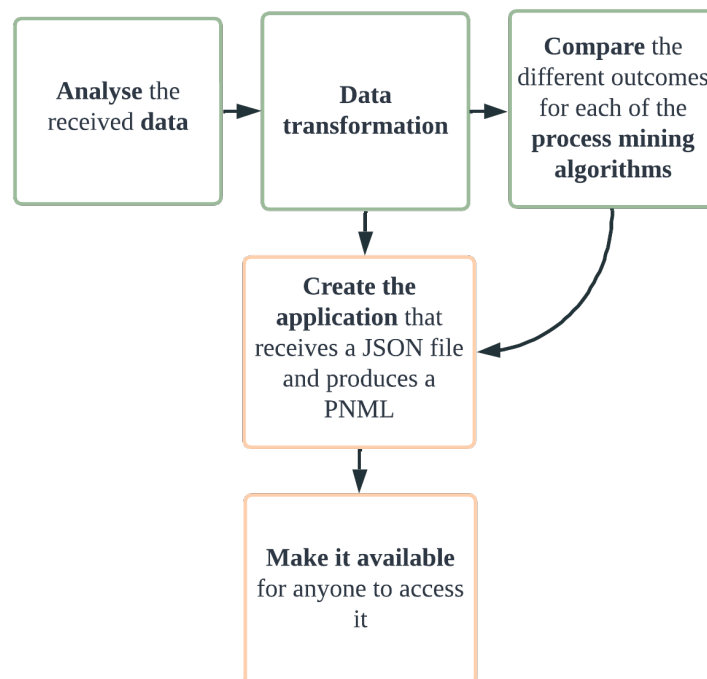 Analyse the
received data
Data
transformation
Compare the
different outcomes
for each of the
process mining
algorithms
Create the
application that
receives a JSON file
and produces a
PNML
Make it available
for anyone to access
it